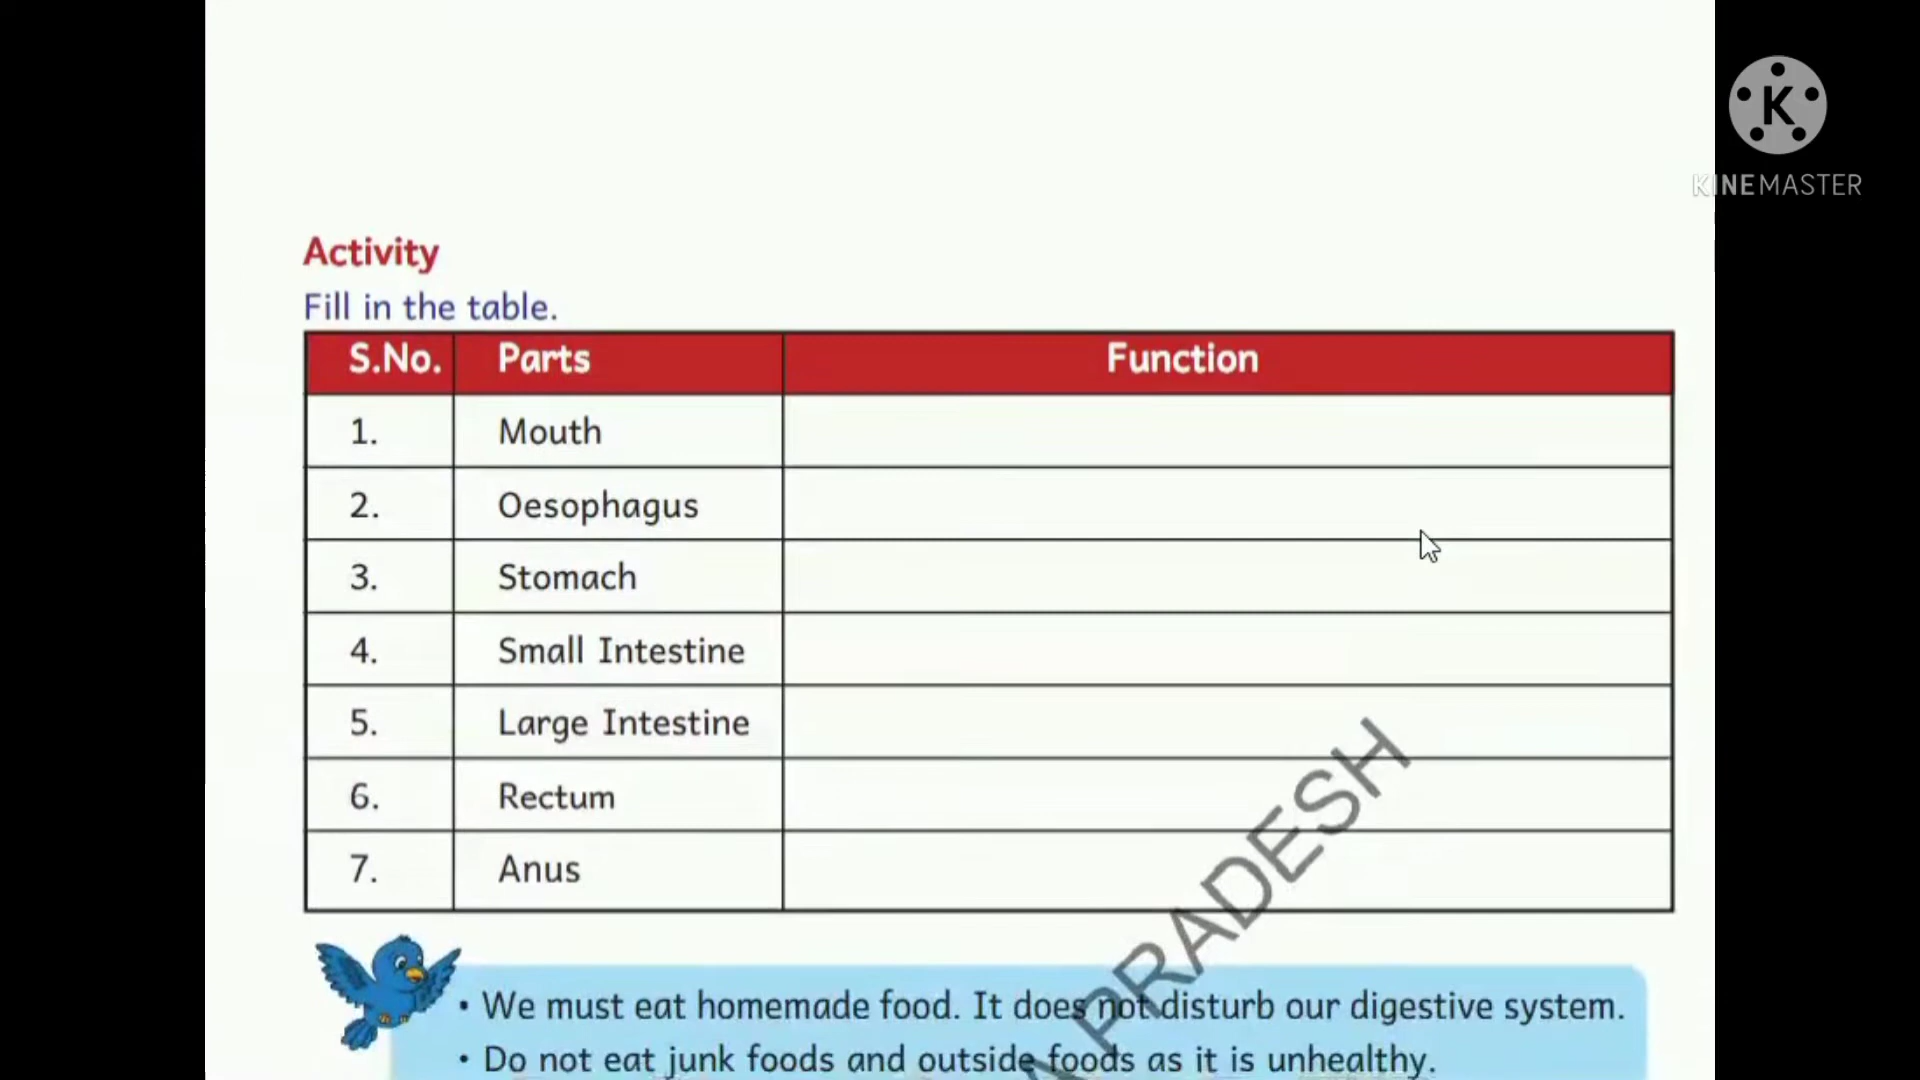 K
KINEMASTER
Activity
Fill in the table.
S.No. Parts Function
1. Mouth
2. Oesophagus
3. Stomach
4. Small Intestine
5. Large Intestine
6. Rectum
7. Anus
A PRADESH
• We must eat homemade food. It does not disturb our digestive system.
• Do not eat junk foods and outside foods as it is unhealthy.